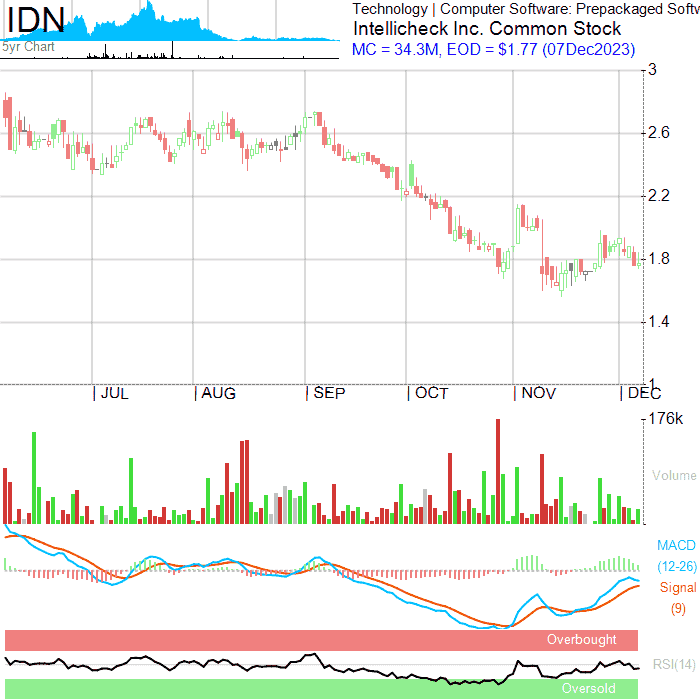 IDN
5yr Chart
Technology | Computer Software: Prepackaged Softw
Intellicheck Inc. Common Stock
MC = 34.3M, EOD = $1.77 (07Dec2023)
3
2.6
2.2
1.8
1.4
1
JUL AUG SEP OCT NOV DEC
176k
Volume
MACD
(12-26)
Signal
(9)
Overbought
RSI(14)
Oversold